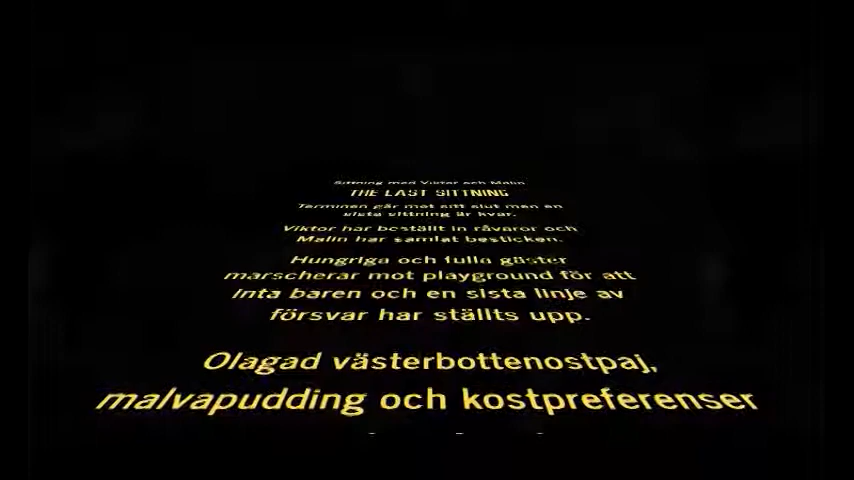 Sittning med Viktor och Malin
THE LAST SITTNING
Terminen går mot sitt slut men en
sista sittning är kvar.
Viktor har beställt in råvaror och
Malin har samlat besticken.
Hungriga och fulla gäster
marscherar mot playground för att
inta baren och en sista linje av
försvar har ställts upp.
Olagad västerbottenostpaj,
malvapudding och kostpreferenser